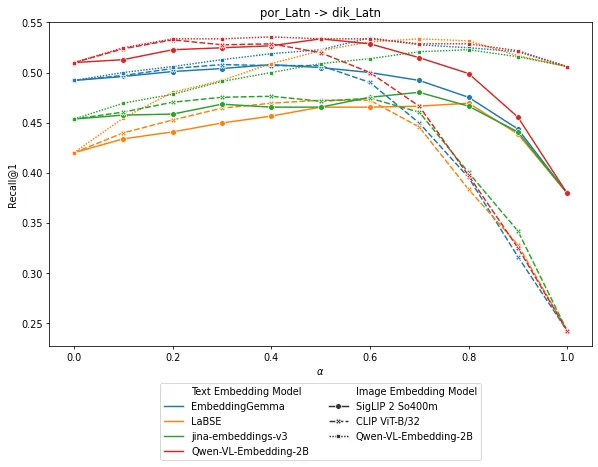 por_Latn -> dik_Latn
0.55
0.50
0.45
0.40
0.35
0.30
0.25
Recall@1
0.0
0.2
0.4
0.6
0.8
1.0
α
Text Embedding Model
EmbeddingGemma
LaBSE
jina-embeddings-v3
Qwen-VL-Embedding-2B
Image Embedding Model
SigLIP 2 So400m
CLIP ViT-B/32
Qwen-VL-Embedding-2B